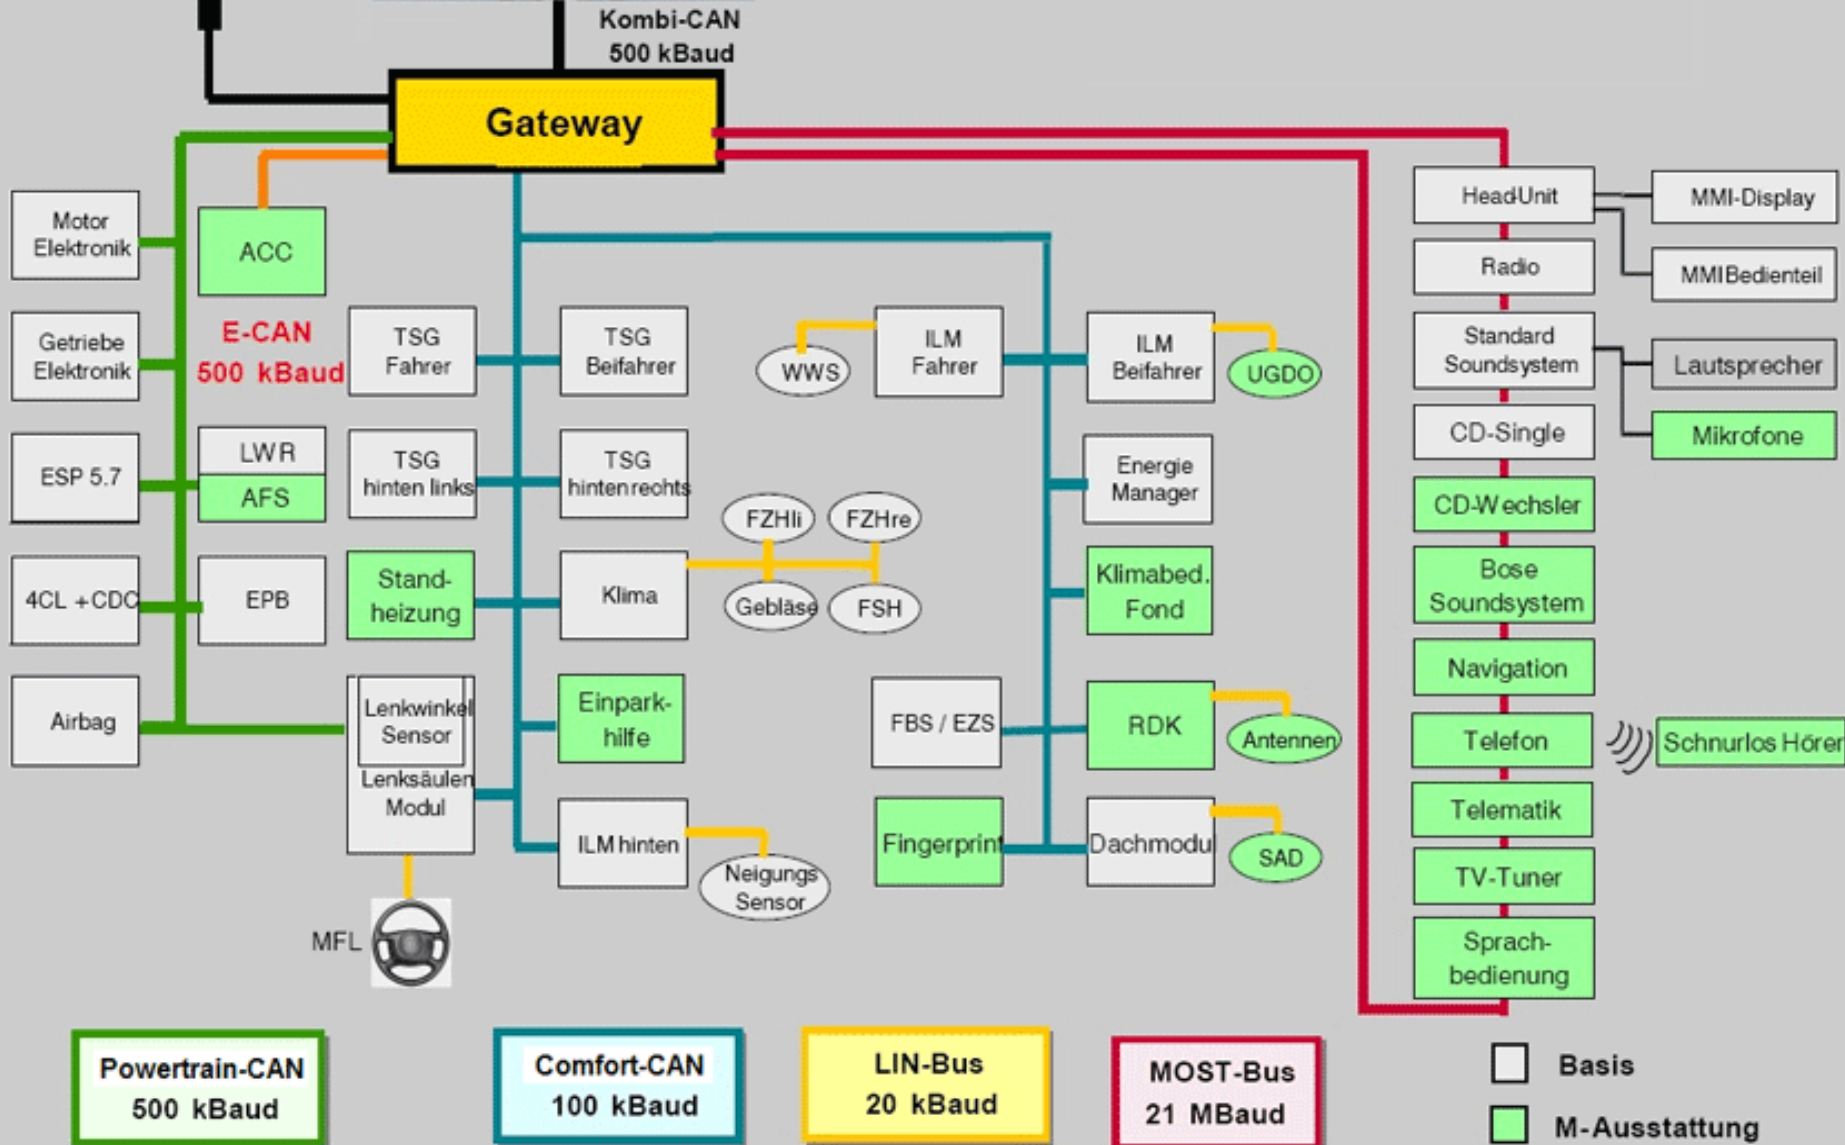 Kombi-CAN
500 kBaud
Gateway
Motor
Elektronik
ACC
E-CAN
500 kBaud
Getriebe
Elektronik
LWR
AFS
ESP 5.7
4CL +CDC
EPB
Airbag
TSG
Fahrer
TSG
Beifahrer
TSG
hinten links
TSG
hinten rechts
Stand-
heizung
Klima
Lenkwinkel
Sensor
Lenksäulen
Modul
Einpark-
hilfe
ILM hinten
Neigungs
Sensor
MFL
WWS
ILM
Fahrer
ILM
Beifahrer
UGDO
FZHli
FZHre
Gebläse
FSH
Energie
Manager
Klimabed.
Fond
FBS / EZS
RDK
Antennen
Fingerprint
Dachmodul
SAD
Head-Unit
MMI-Display
Radio
MMI Bedienteil
Standard
Soundsystem
Lautsprecher
CD-Single
Mikrofone
CD-Wechsler
Bose
Soundsystem
Navigation
Telefon
Schnurlos Hörer
Telematik
TV-Tuner
Sprach-
bedienung
Powertrain-CAN
500 kBaud
Comfort-CAN
100 kBaud
LIN-Bus
20 kBaud
MOST-Bus
21 MBaud
Basis
M-Ausstattung